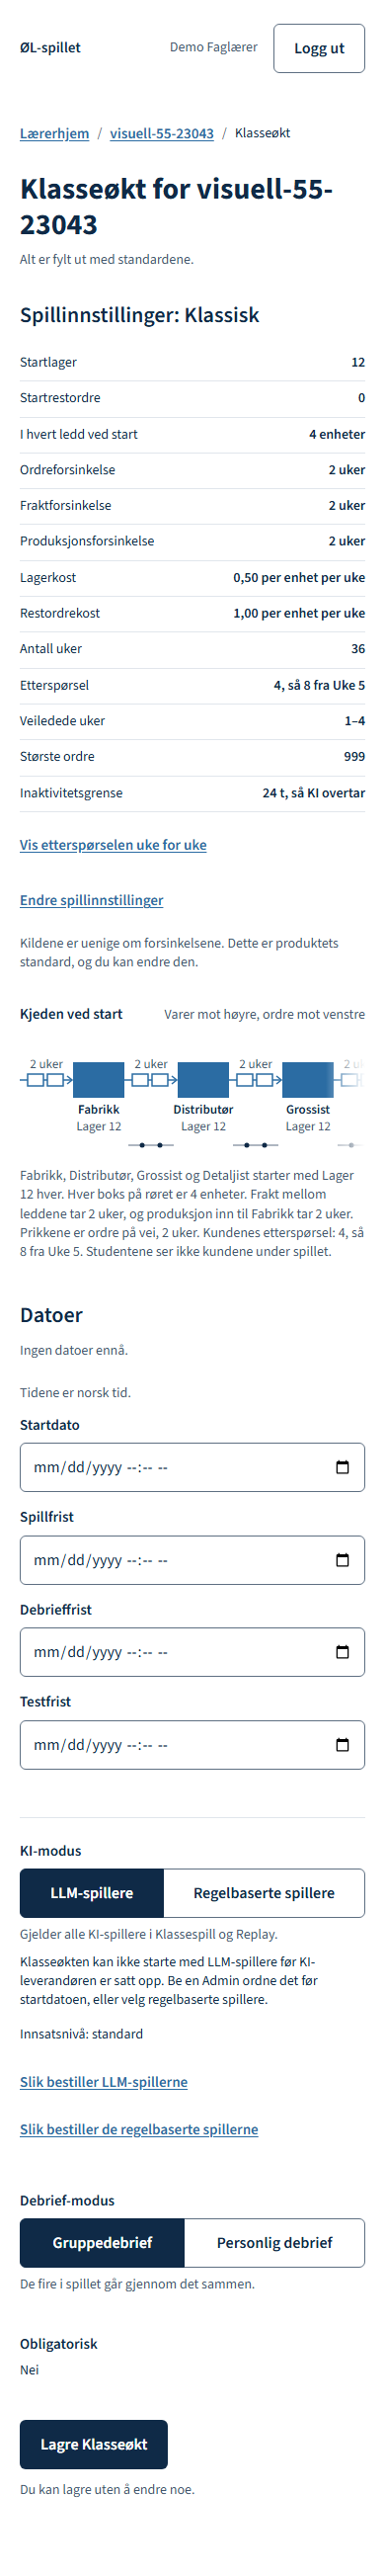 ØL-spillet
Demo Faglærer
Logg ut
Lærerhjem / visuell-55-23043 / Klasseøkt
Klasseøkt for visuell-55-
23043
Alt er fylt ut med standardene.
Spillinnstillinger: Klassisk
Startlager 12
Startrestordre 0
I hvert ledd ved start 4 enheter
Ordreforsinkelse 2 uker
Fraktforsinkelse 2 uker
Produksjonsforsinkelse 2 uker
Lagerkost 0,50 per enhet per uke
Restordrekost 1,00 per enhet per uke
Antall uker 36
Etterspørsel 4, så 8 fra Uke 5
Veiledede uker 1–4
Største ordre 999
Inaktivitetsgrense 24 t, så KI overtar
Vis etterspørselen uke for uke
Endre spillinnstillinger
Kildene er uenige om forsinkelsene. Dette er produktets
standard, og du kan endre den.
Kjeden ved start Varer mot høyre, ordre mot venstre
2 uker 2 uker 2 uker 2
Fabrikk Distributør Grossist
Lager 12 Lager 12 Lager 12
Fabrikk, Distributør, Grossist og Detaljist starter med Lager
12 hver. Hver boks på røret er 4 enheter. Frakt mellom
leddene tar 2 uker, og produksjon inn til Fabrikk tar 2 uker.
Prikkene er ordre på vei, 2 uker. Kundenes etterspørsel: 4, så
8 fra Uke 5. Studentene ser ikke kundene under spillet.
Datoer
Ingen datoer ennå.
Tidene er norsk tid.
Startdato
mm/dd/yyyy --:-- --
Spillfrist
mm/dd/yyyy --:-- --
Debrieffrist
mm/dd/yyyy --:-- --
Testfrist
mm/dd/yyyy --:-- --
KI-modus
LLM-spillere Regelbaserte spillere
Gjelder alle KI-spillere i Klassespill og Replay.
Klasseøkten kan ikke starte med LLM-spillere før KI-
leverandøren er satt opp. Be en Admin ordne det før
startdatoen, eller velg regelbaserte spillere.
Innsatsnivå: standard
Slik bestiller LLM-spillerne
Slik bestiller de regelbaserte spillerne
Debrief-modus
Gruppedebrief Personlig debrief
De fire i spillet går gjennom det sammen.
Obligatorisk
Nei
Lagre Klasseøkt
Du kan lagre uten å endre noe.